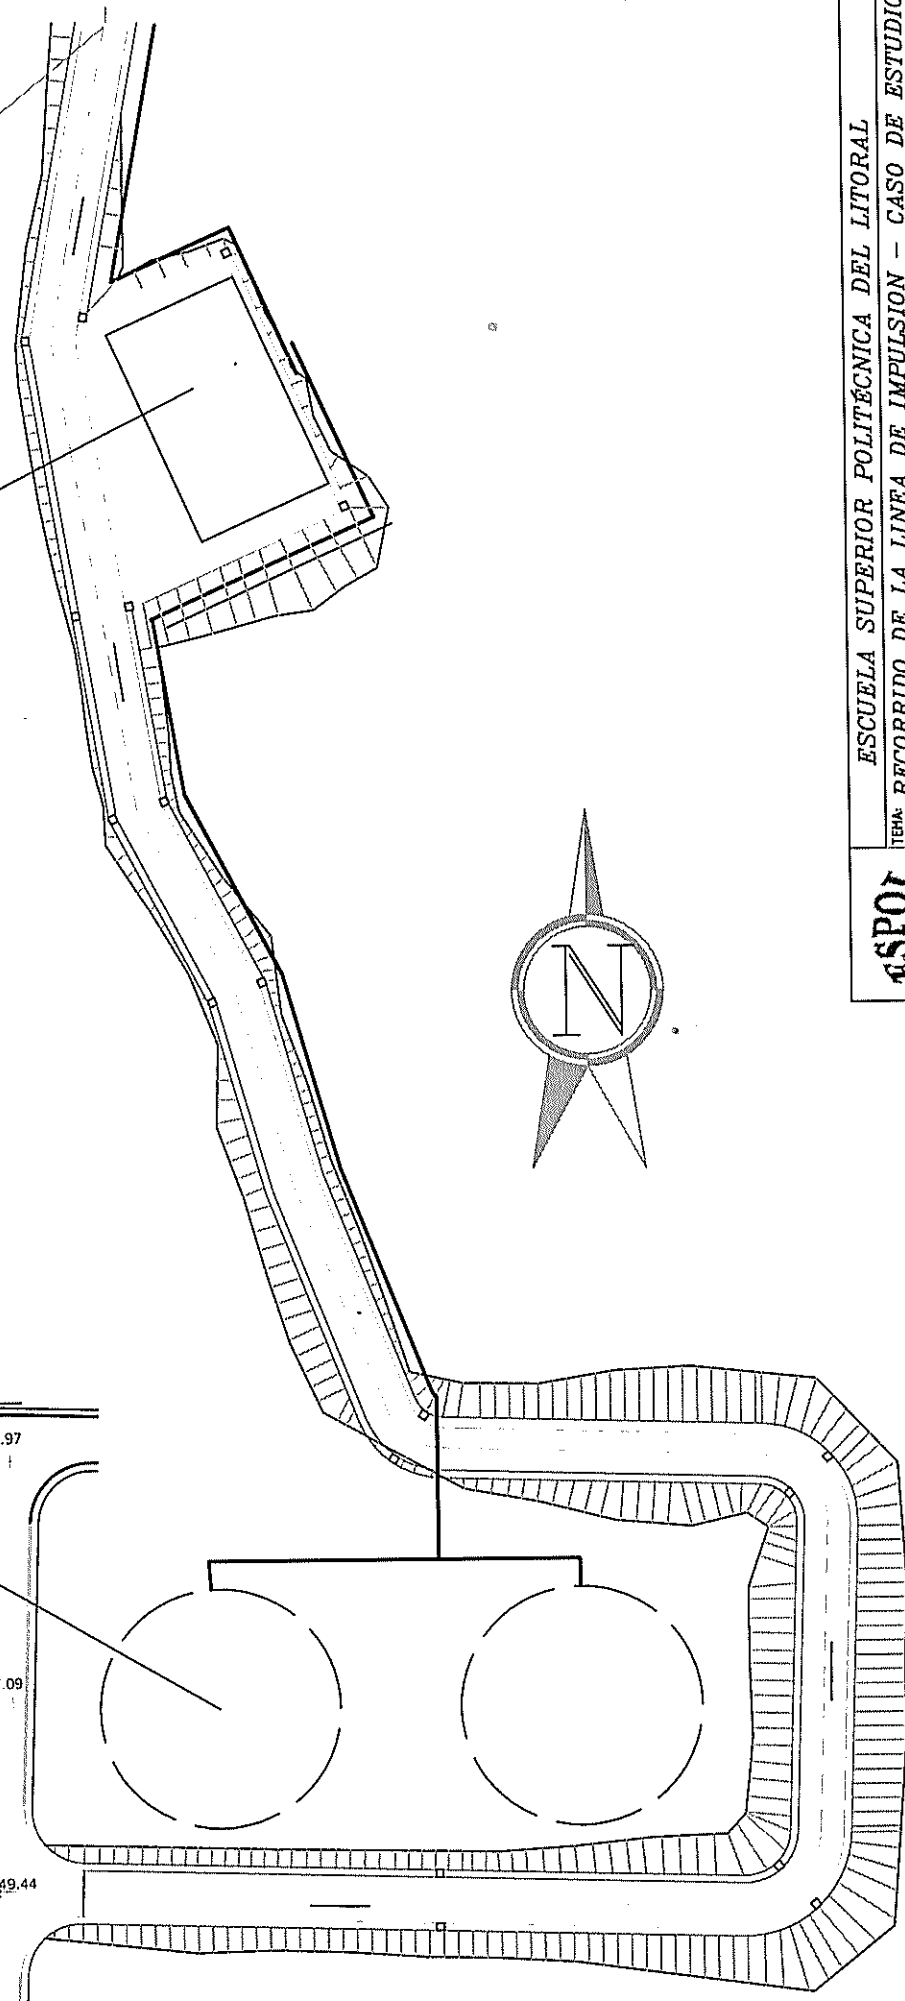 ESCUELA SUPERIOR POLITÉCNICA DEL LITORAL
TEMA: RECORRIDO DE LA LINEA DE IMPULSION - CASO DE ESTUDIO
ESPOL
N
.97
.09
49.44